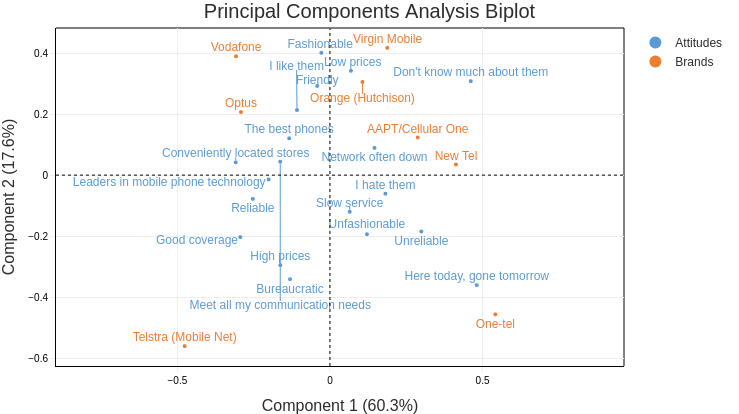 Principal Components Analysis Biplot
Attitudes
Brands
Component 2 (17.6%)
0.4
0.2
0
−0.2
−0.4
−0.6
Virgin Mobile
Fashionable
Vodafone
Low prices
I like them
Don't know much about them
Friendly
Orange (Hutchison)
Optus
The best phones
AAPT/Cellular One
Conveniently located stores
Network often down
New Tel
Leaders in mobile phone technology
I hate them
Slow service
Reliable
Unfashionable
Good coverage
Unreliable
High prices
Here today, gone tomorrow
Bureaucratic
Meet all my communication needs
One-tel
Telstra (Mobile Net)
−0.5
0
0.5
Component 1 (60.3%)